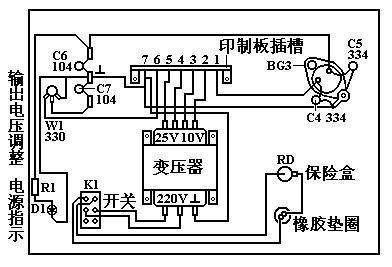 C6
104
7 6 5 4 3 2 1
印制板插槽
BG3
C5
334
C7
104
W1
330
C4 334
25V 10V
变压器
220V
R1
D1
K1
开关
RD
保险盒
橡胶垫圈
输出电压调整 电源指示